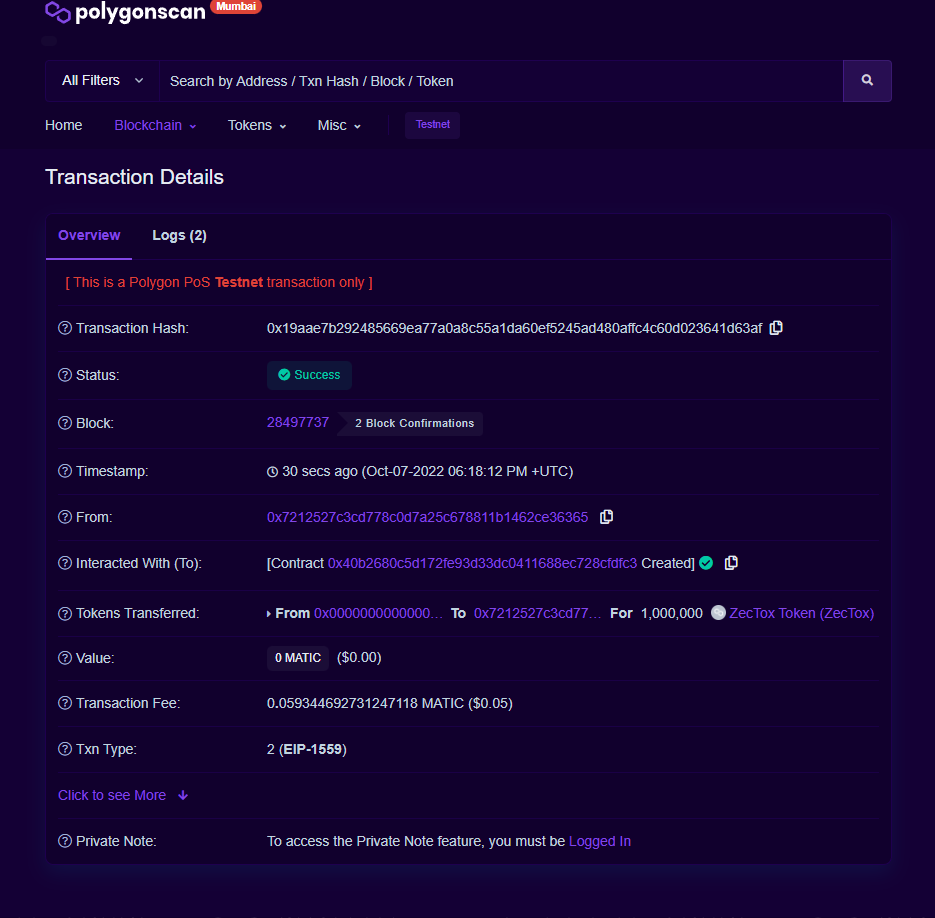 polygonscan Mumbai
All Filters Search by Address / Txn Hash / Block / Token
Home Blockchain Tokens Misc Testnet
Transaction Details
Overview Logs (2)
[ This is a Polygon PoS Testnet transaction only ]
Transaction Hash: 0x19aae7b292485669ea77a0a8c55a1da60ef5245ad480affc4c60d023641d63af
Status: Success
Block: 28497737 2 Block Confirmations
Timestamp: 30 secs ago (Oct-07-2022 06:18:12 PM +UTC)
From: 0x7212527c3cd778c0d7a25c678811b1462ce36365
Interacted With (To): [Contract 0x40b2680c5d172fe93d33dc0411688ec728cfdfc3 Created]
Tokens Transferred: From 0x0000000000000... To 0x7212527c3cd77... For 1,000,000 ZecTox Token (ZecTox)
Value: 0 MATIC ($0.00)
Transaction Fee: 0.059344692731247118 MATIC ($0.05)
Txn Type: 2 (EIP-1559)
Click to see More
Private Note: To access the Private Note feature, you must be Logged In